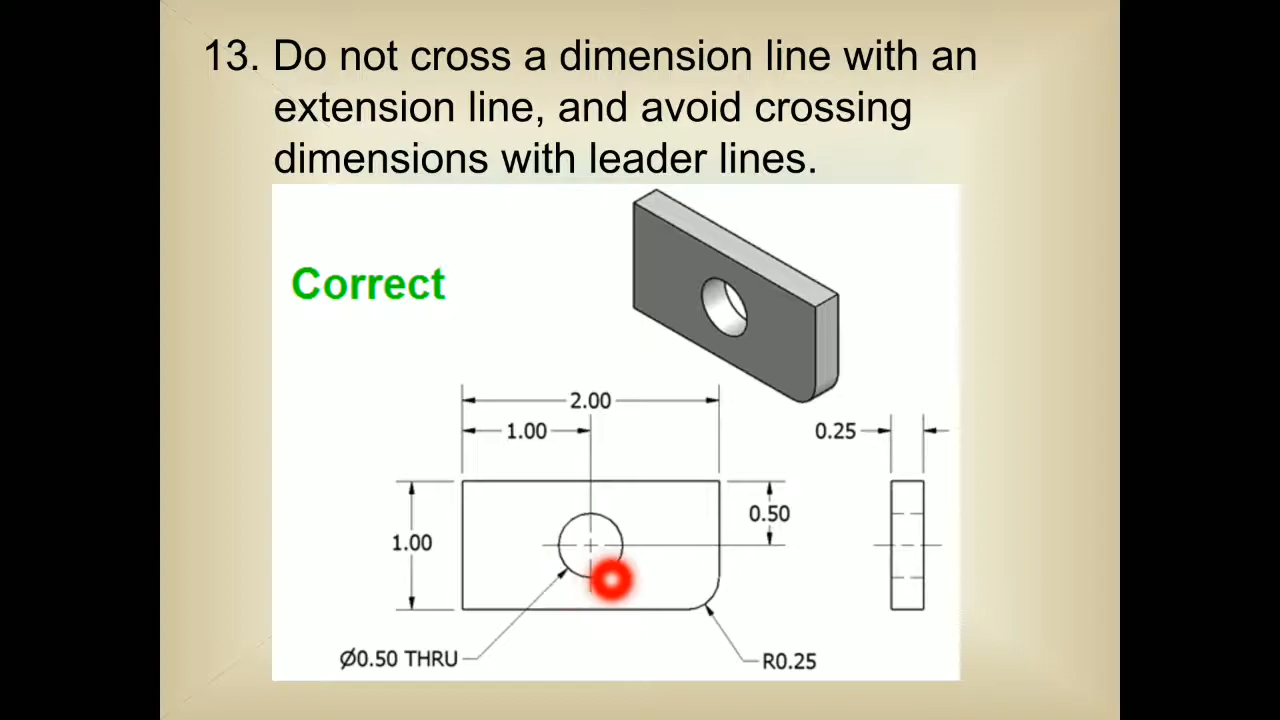 13. Do not cross a dimension line with an
extension line, and avoid crossing
dimensions with leader lines.
Correct
2.00
1.00
0.25
0.50
1.00
Ø0.50 THRU
R0.25